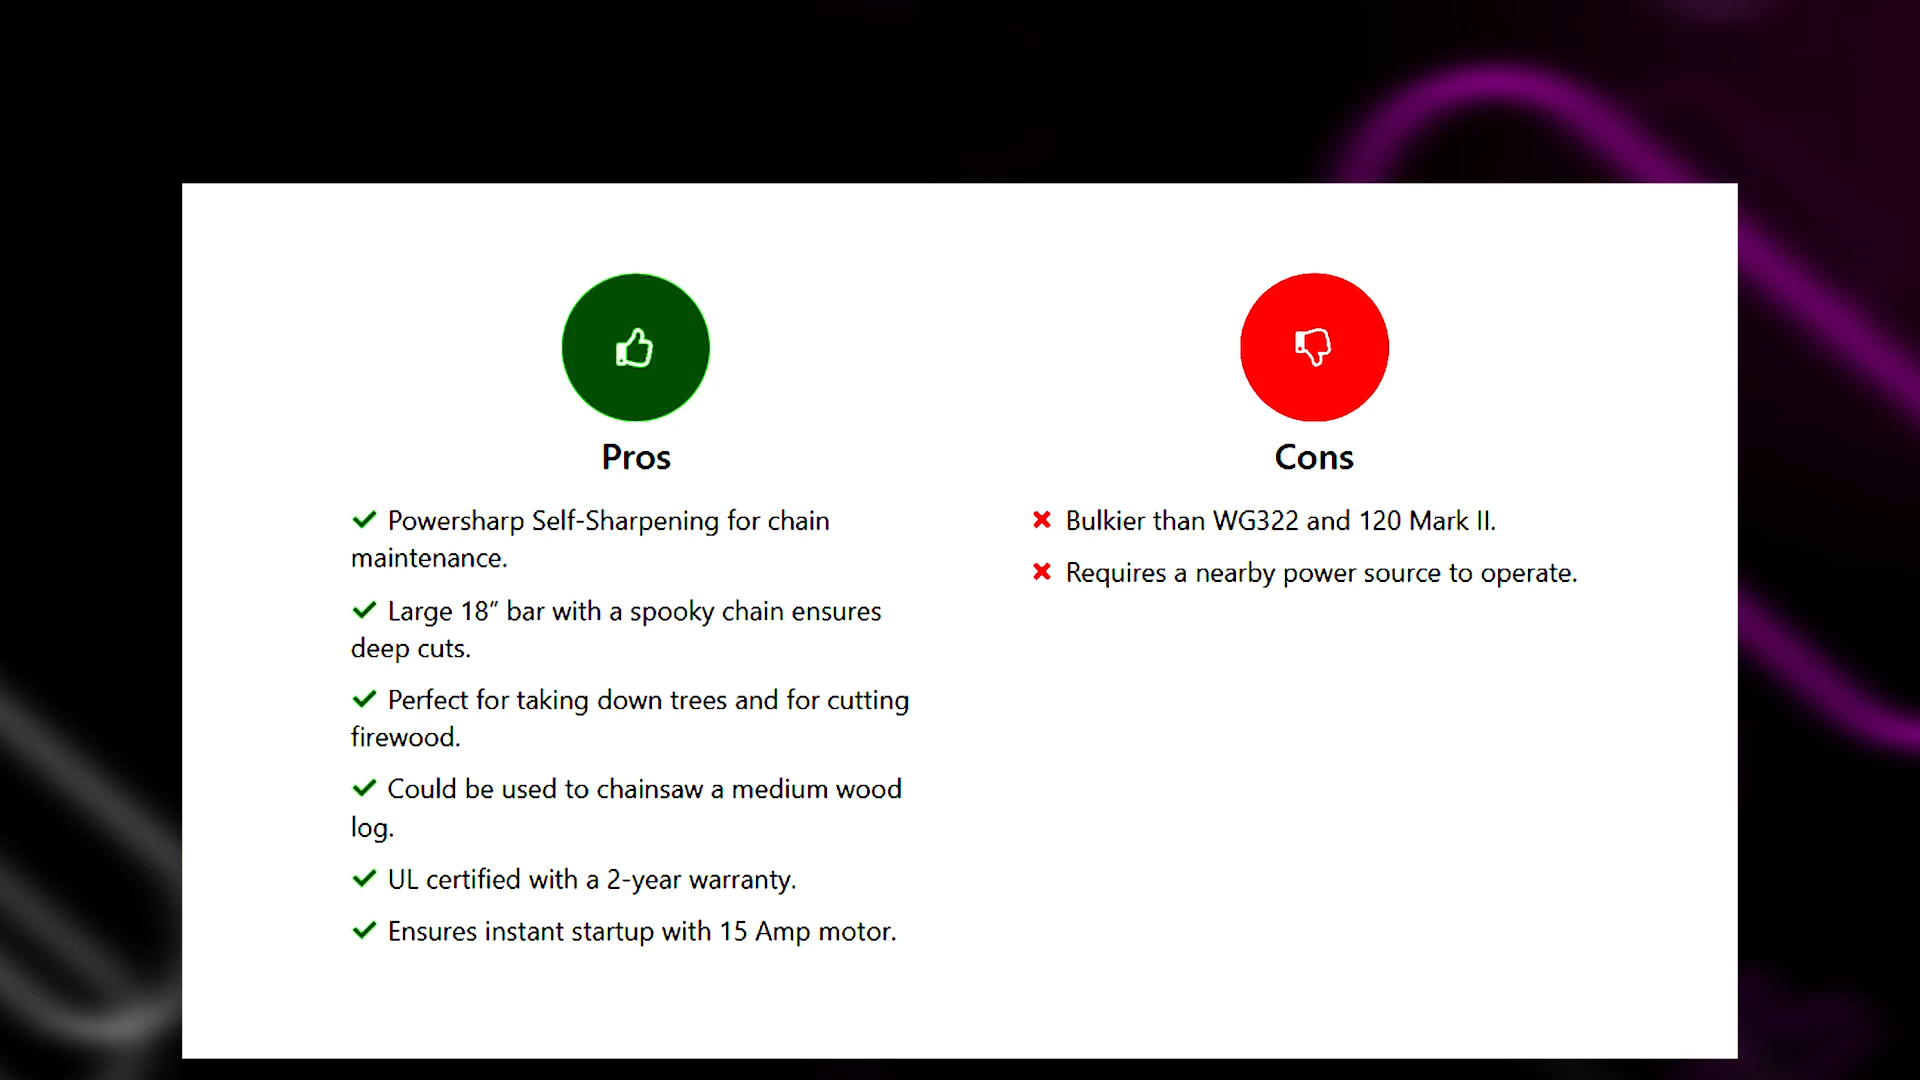 Pros
Powersharp Self-Sharpening for chain
maintenance.
Large 18” bar with a spooky chain ensures
deep cuts.
Perfect for taking down trees and for cutting
firewood.
Could be used to chainsaw a medium wood
log.
UL certified with a 2-year warranty.
Ensures instant startup with 15 Amp motor.
Cons
Bulkier than WG322 and 120 Mark II.
Requires a nearby power source to operate.